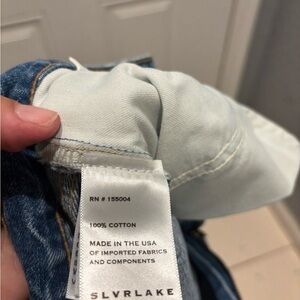 RN # 155004
100% COTTON
MADE IN THE USA
OF IMPORTED FABRICS
AND COMPONENTS
SLVRLAKE